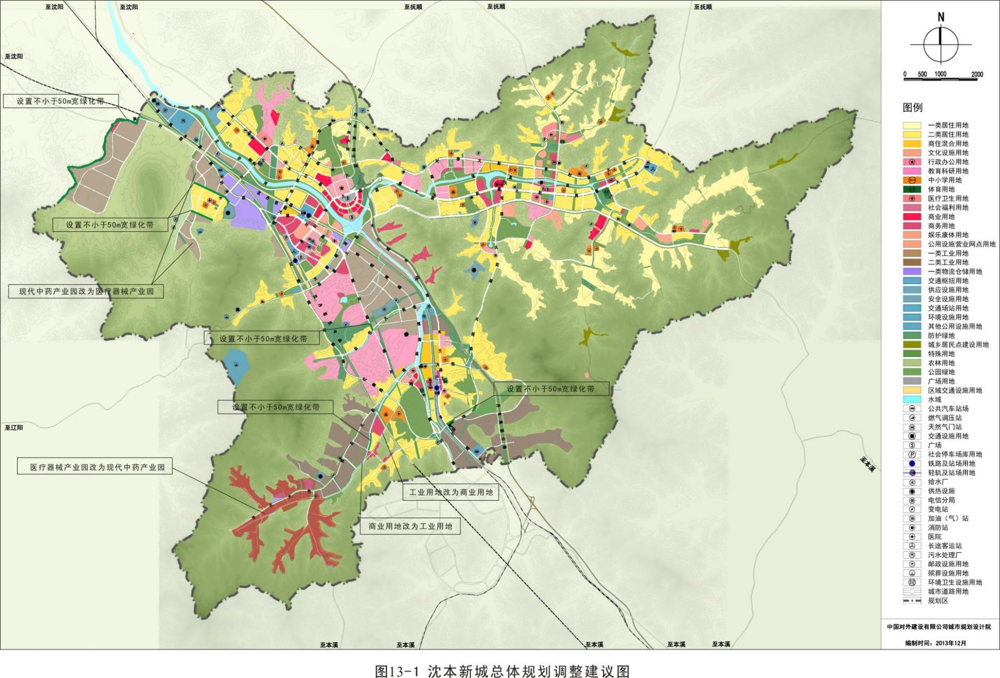 至沈阳
至沈阳
至抚顺
至抚顺
至抚顺
至沈阳
设置不小于50m宽绿化带
设置不小于50m宽绿化带
现代中药产业园改为医疗器械产业园
设置不小于50m宽绿化带
设置不小于50m宽绿化带
设置不小于50m宽绿化带
至辽阳
医疗器械产业园改为现代中药产业园
工业用地改为商业用地
商业用地改为工业用地
至本溪
至本溪
至本溪
至本溪
至本溪
至本溪
N
0 500 1000 2000
图例
一类居住用地
二类居住用地
商住混合用地
文化设施用地
行政办公用地
教育科研用地
中小学用地
体育用地
医疗卫生用地
社会福利用地
商业用地
商务用地
娱乐康体用地
公用设施营业网点用地
一类工业用地
二类工业用地
一类物流仓储用地
交通枢纽用地
供应设施用地
安全设施用地
交通场站用地
环境设施用地
其他公用设施用地
防护绿地
城乡居民点建设用地
特殊用地
农林用地
公园绿地
广场用地
区域交通设施用地
水域
公共汽车站场
燃气调压站
天然气门站
交通设施用地
广场
社会停车场库用地
铁路及站场用地
轻轨及站场用地
给水厂
供热设施
电信分局
变电站
加油（气）站
消防站
医院
长途客运站
污水处理厂
邮政设施用地
殡葬设施用地
环境卫生设施用地
城市道路用地
规划区
中国对外建设有限公司城市规划设计院
编制时间：2013年12月
图13-1 沈本新城总体规划调整建议图